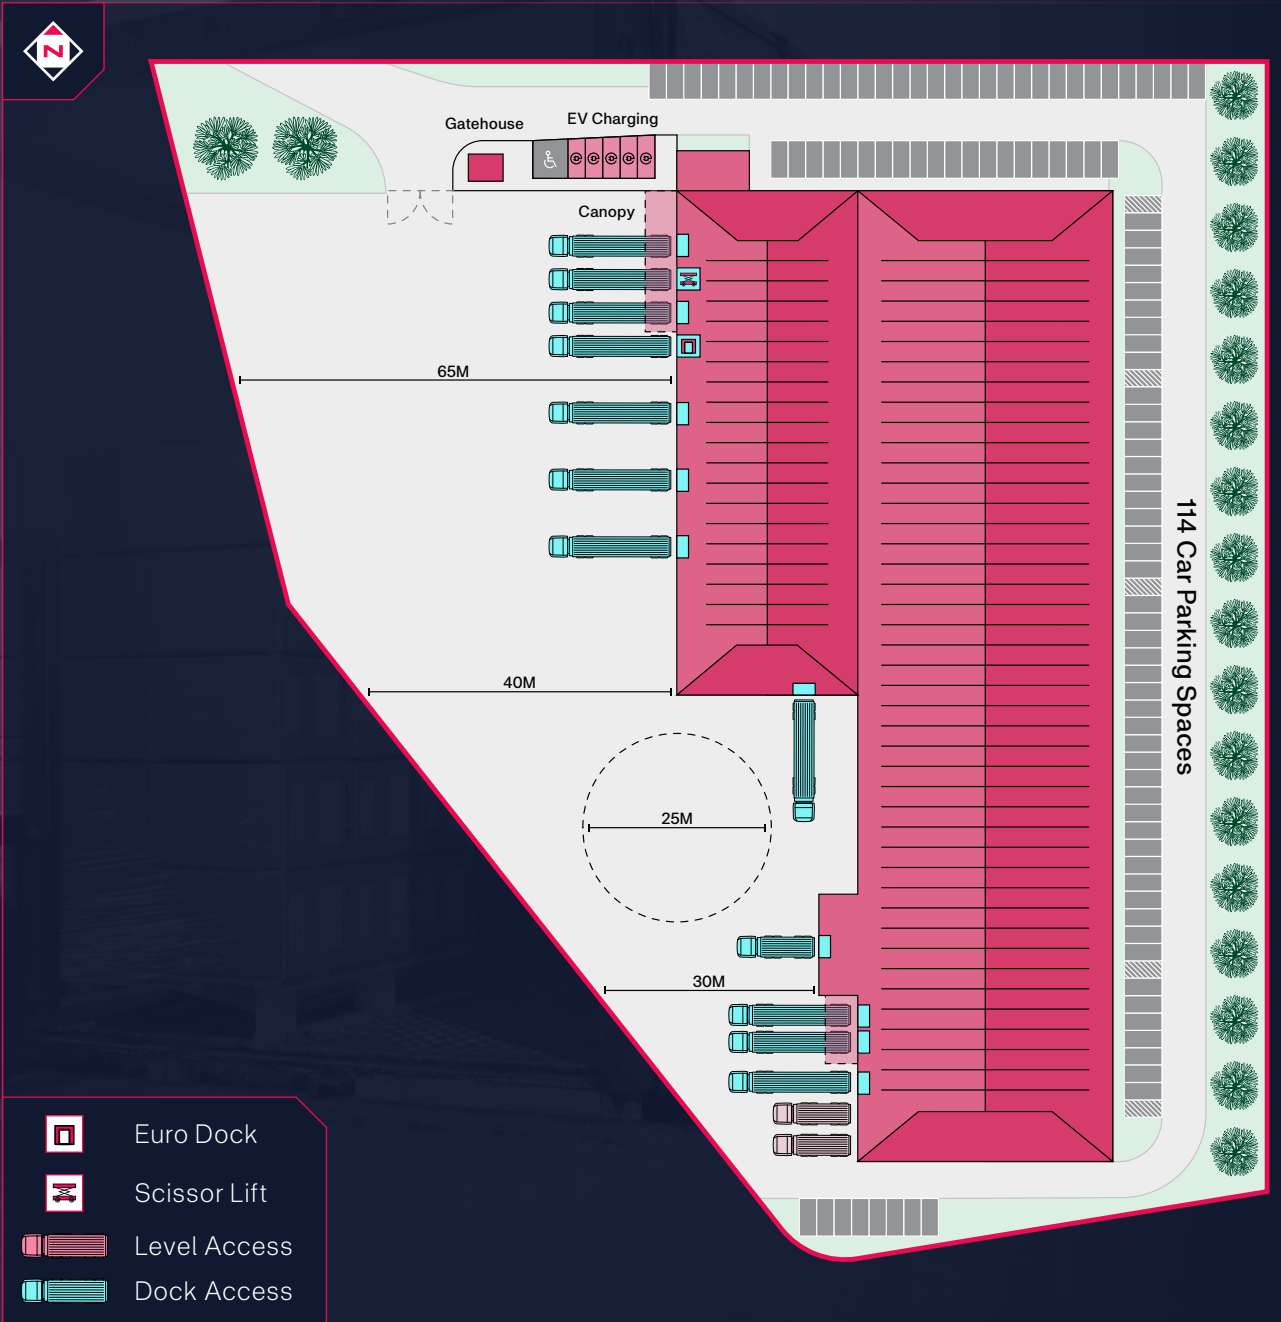 N
Gatehouse
EV Charging
Canopy
65M
40M
25M
30M
114 Car Parking Spaces
Euro Dock
Scissor Lift
Level Access
Dock Access